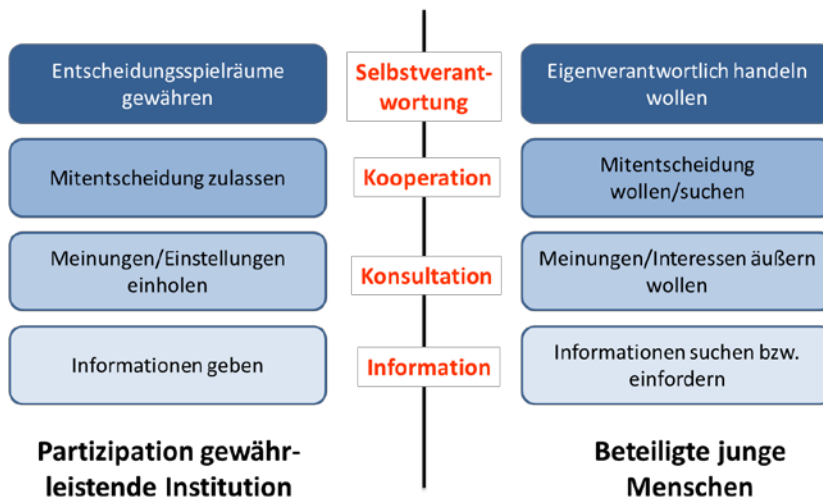 Entscheidungsspielräume
gewähren
Selbstverant-
wortung
Eigenverantwortlich handeln
wollen
Mitentscheidung zulassen
Kooperation
Mitentscheidung
wollen/suchen
Meinungen/Einstellungen
einholen
Konsultation
Meinungen/Interessen äußern
wollen
Informationen geben
Information
Informationen suchen bzw.
einfordern
Partizipation gewähr-
leistende Institution
Beteiligte junge
Menschen